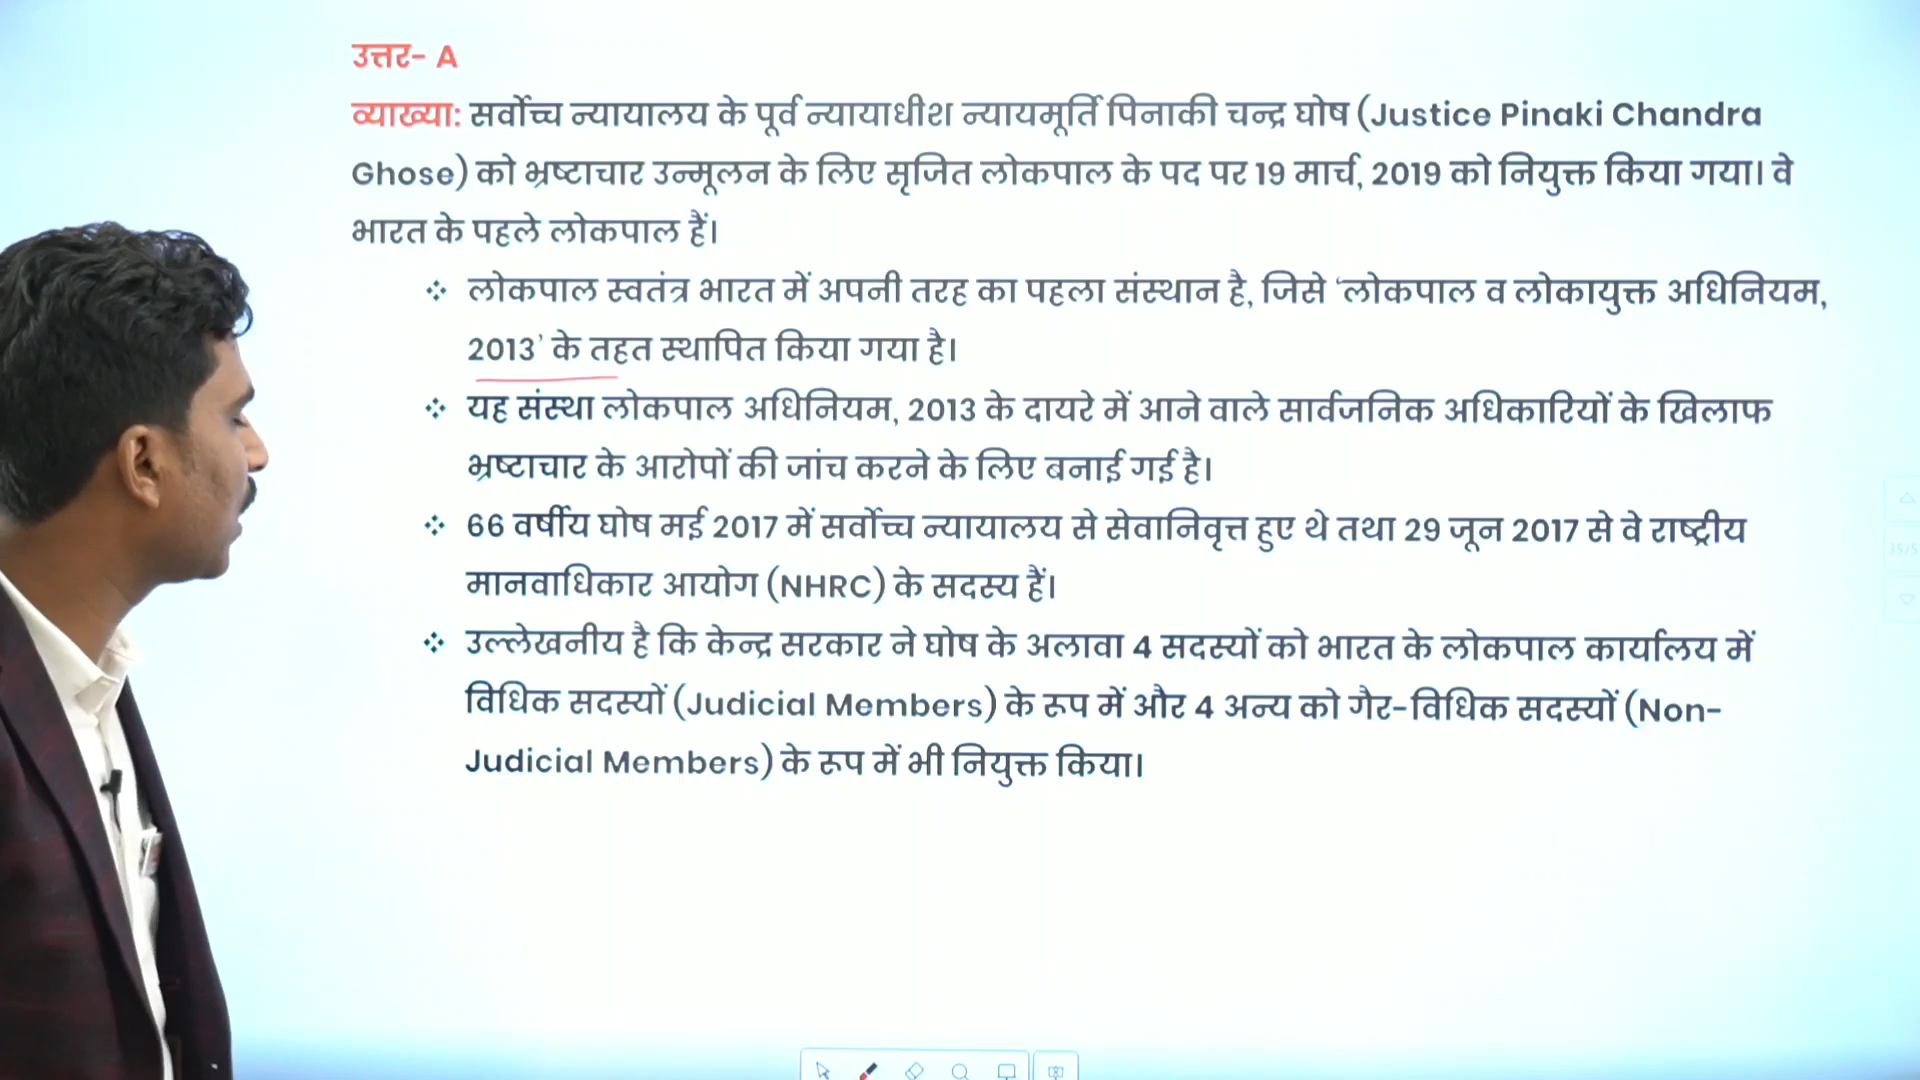 उत्तर- A
व्याख्या: सर्वोच्च न्यायालय के पूर्व न्यायाधीश न्यायमूर्ति पिनाकी चन्द्र घोष (Justice Pinaki Chandra
Ghose) को भ्रष्टाचार उन्मूलन के लिए सृजित लोकपाल के पद पर 19 मार्च, 2019 को नियुक्त किया गया। वे
भारत के पहले लोकपाल हैं।
❖ लोकपाल स्वतंत्र भारत में अपनी तरह का पहला संस्थान है, जिसे ‘लोकपाल व लोकायुक्त अधिनियम,
2013’ के तहत स्थापित किया गया है।
❖ यह संस्था लोकपाल अधिनियम, 2013 के दायरे में आने वाले सार्वजनिक अधिकारियों के खिलाफ
भ्रष्टाचार के आरोपों की जांच करने के लिए बनाई गई है।
❖ 66 वर्षीय घोष मई 2017 में सर्वोच्च न्यायालय से सेवानिवृत्त हुए थे तथा 29 जून 2017 से वे राष्ट्रीय
मानवाधिकार आयोग (NHRC) के सदस्य हैं।
❖ उल्लेखनीय है कि केन्द्र सरकार ने घोष के अलावा 4 सदस्यों को भारत के लोकपाल कार्यालय में
विधिक सदस्यों (Judicial Members) के रूप में और 4 अन्य को गैर-विधिक सदस्यों (Non-
Judicial Members) के रूप में भी नियुक्त किया।